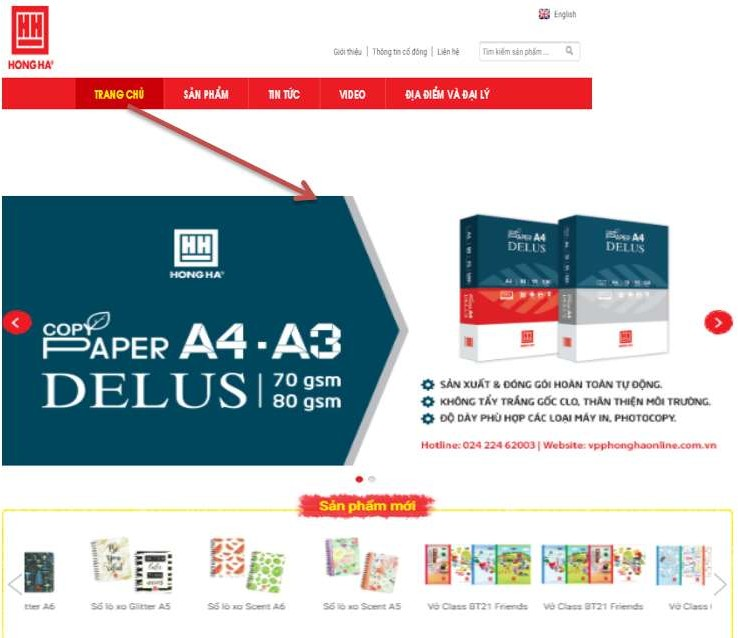 English
HONG HA®
Giới thiệu | Thông tin cổ đông | Liên hệ
Tìm kiếm sản phẩm...
TRANG CHỦ SẢN PHẨM TIN TỨC VIDEO ĐỊA ĐIỂM VÀ ĐẠI LÝ
HONG HA®
COPY PAPER A4 · A3
DELUS | 70 gsm
80 gsm
COPY PAPER A4
DELUS
COPY PAPER A4
DELUS
SẢN XUẤT & ĐÓNG GÓI HOÀN TOÀN TỰ ĐỘNG.
KHÔNG TẨY TRẮNG GỐC CLO, THÂN THIỆN MÔI TRƯỜNG.
ĐỘ DÀY PHÙ HỢP CÁC LOẠI MÁY IN, PHOTOCOPY.
Hotline: 024 224 62003 | Website: vpphonghaonline.com.vn
Sản phẩm mới
tter A6 Sổ lò xo Glitter A5 Sổ lò xo Scent A6 Sổ lò xo Scent A5 Vở Class BT21 Friends Vở Class BT21 Friends Vở Class